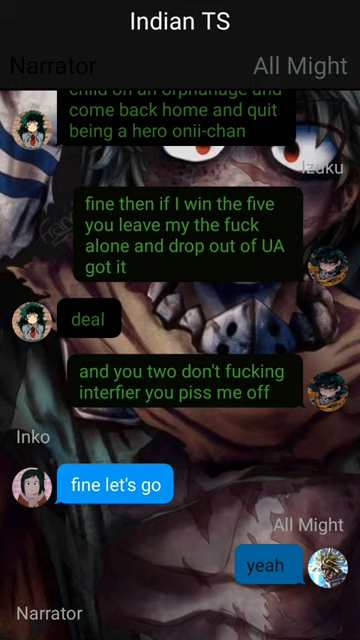 Indian TS
Narrator
All Might
child on an orphanage and
come back home and quit
being a hero onii-chan
Izuku
fine then if I win the five
you leave my the fuck
alone and drop out of UA
got it
deal
and you two don't fucking
interfier you piss me off
Inko
fine let's go
All Might
yeah
Narrator